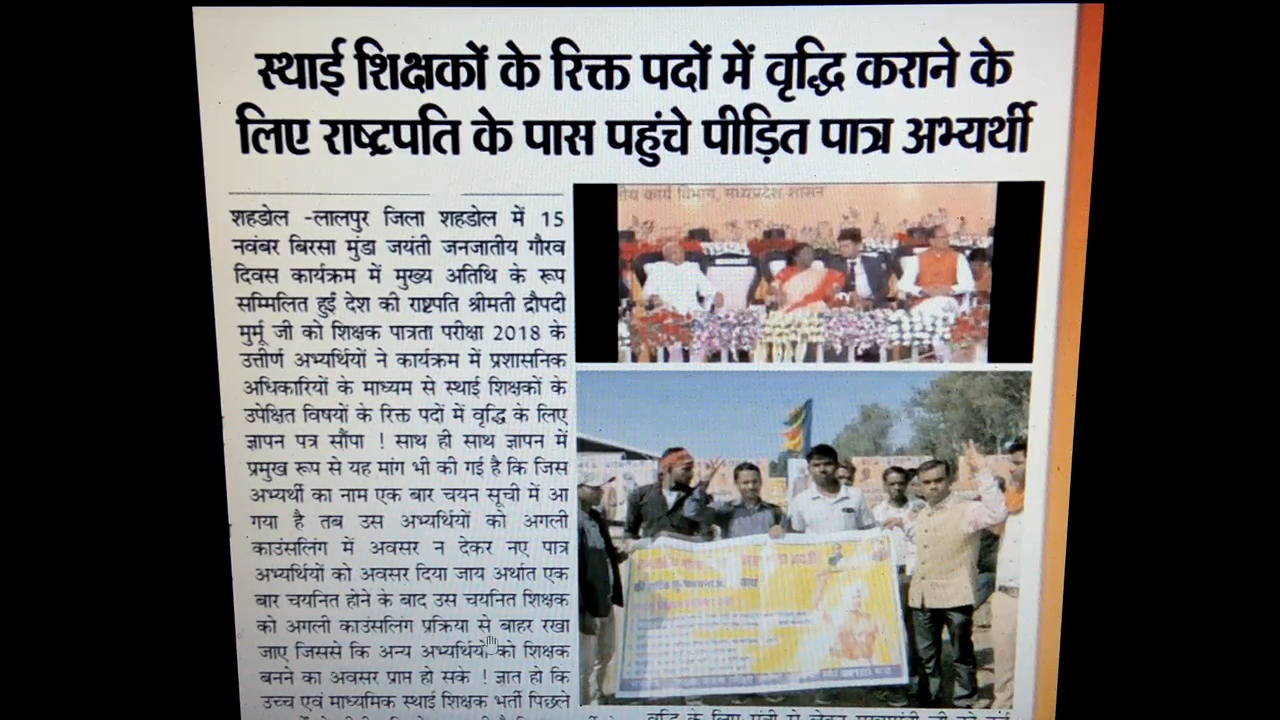 स्थाई शिक्षकों के रिक्त पदों में वृद्धि कराने के
लिए राष्ट्रपति के पास पहुंचे पीड़ित पात्र अभ्यर्थी
शहडोल -लालपुर जिला शहडोल में 15
नवंबर बिरसा मुंडा जयंती जनजातीय गौरव
दिवस कार्यक्रम में मुख्य अतिथि के रूप
सम्मिलित हुई देश की राष्ट्रपति श्रीमती द्रौपदी
मुर्मू जी को शिक्षक पात्रता परीक्षा 2018 के
उत्तीर्ण अभ्यर्थियों ने कार्यक्रम में प्रशासनिक
अधिकारियों के माध्यम से स्थाई शिक्षकों के
उपेक्षित विषयों के रिक्त पदों में वृद्धि के लिए
ज्ञापन पत्र सौंपा ! साथ ही साथ ज्ञापन में
प्रमुख रूप से यह मांग भी की गई है कि जिस
अभ्यर्थी का नाम एक बार चयन सूची में आ
गया है तब उस अभ्यर्थियों को अगली
काउंसलिंग में अवसर न देकर नए पात्र
अभ्यर्थियों को अवसर दिया जाय अर्थात एक
बार चयनित होने के बाद उस चयनित शिक्षक
को अगली काउंसलिंग प्रक्रिया से बाहर रखा
जाए जिससे कि अन्य अभ्यर्थियों को शिक्षक
बनने का अवसर प्राप्त हो सके ! ज्ञात हो कि
उच्च एवं माध्यमिक स्थाई शिक्षक भर्ती पिछले
कार्य विभाग, मध्यप्रदेश शासन